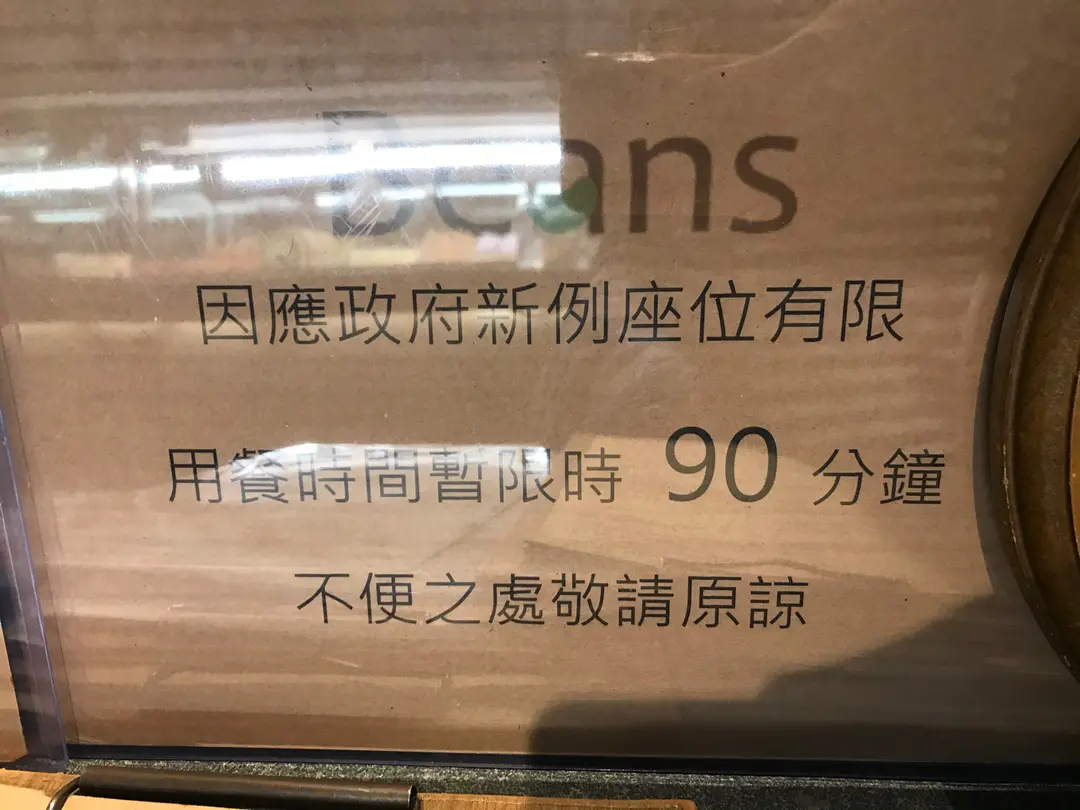 Beans
因應政府新例座位有限
用餐時間暫限時 90 分鐘
不便之處敬請原諒